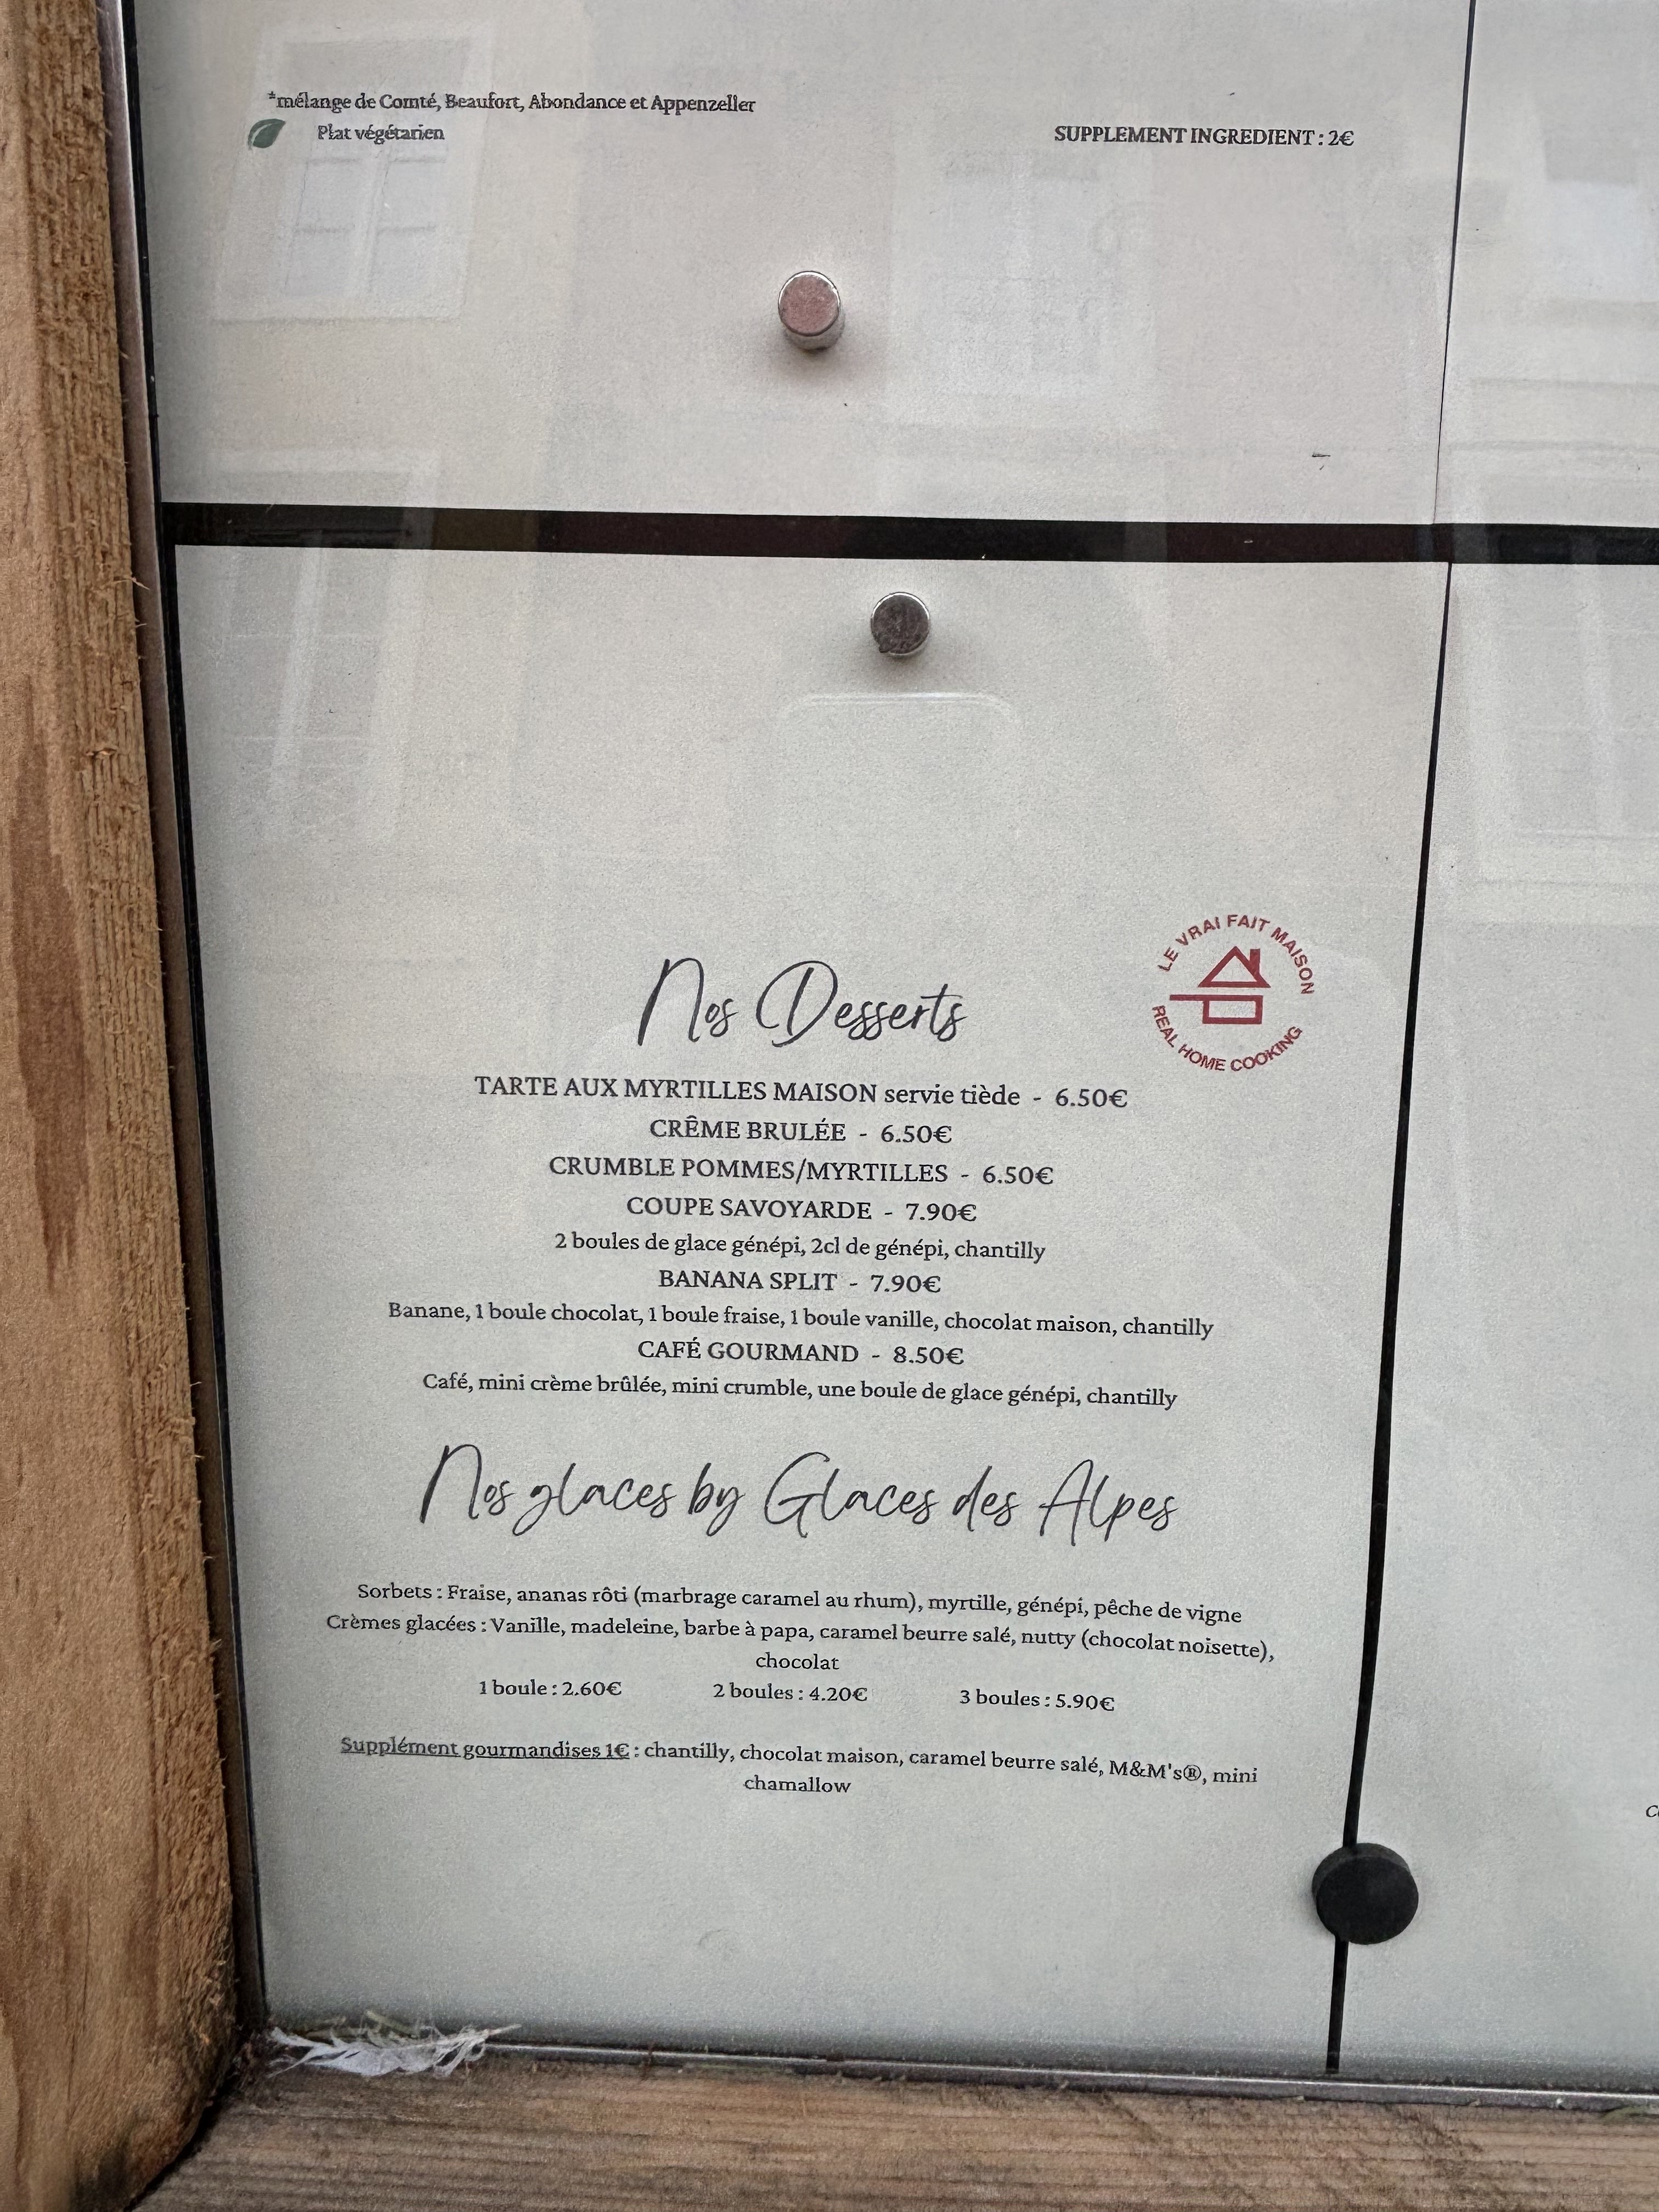 *mélange de Comté, Beaufort, Abondance et Appenzeller
Plat végétarien
SUPPLEMENT INGREDIENT : 2€
LE VRAI FAIT MAISON
REAL HOME COOKING
Nos Desserts
TARTE AUX MYRTILLES MAISON servie tiède - 6.50€
CRÊME BRULÉE - 6.50€
CRUMBLE POMMES/MYRTILLES - 6.50€
COUPE SAVOYARDE - 7.90€
2 boules de glace génépi, 2cl de génépi, chantilly
BANANA SPLIT - 7.90€
Banane, 1 boule chocolat, 1 boule fraise, 1 boule vanille, chocolat maison, chantilly
CAFÉ GOURMAND - 8.50€
Café, mini crème brûlée, mini crumble, une boule de glace génépi, chantilly
Nos glaces by Glaces des Alpes
Sorbets : Fraise, ananas rôti (marbrage caramel au rhum), myrtille, génépi, pêche de vigne
Crèmes glacées : Vanille, madeleine, barbe à papa, caramel beurre salé, nutty (chocolat noisette),
chocolat
1 boule : 2.60€ 2 boules : 4.20€ 3 boules : 5.90€
Supplément gourmandises 1€ : chantilly, chocolat maison, caramel beurre salé, M&M's®, mini
chamallow